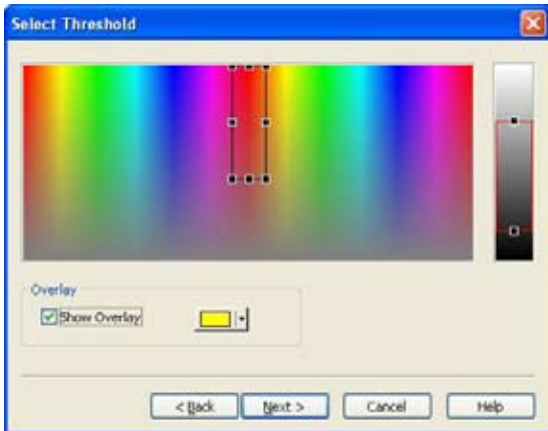 Select Threshold
Overlay
Show Overlay
< Back
Next >
Cancel
Help